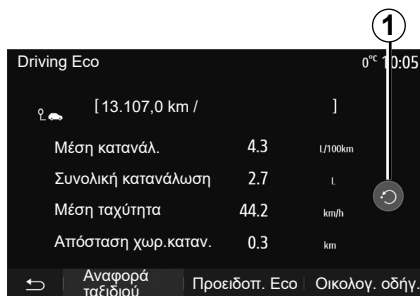 1
Driving Eco 0°C 10:05
[ 13.107,0 km / ]
Μέση κατανάλ. 4.3 L/100km
Συνολική κατανάλωση 2.7 L
Μέση ταχύτητα 44.2 km/h
Απόσταση χωρ.καταν. 0.3 km
Αναφορά
ταξιδιού
Προειδοπ. Eco
Οικολογ. οδήγ.